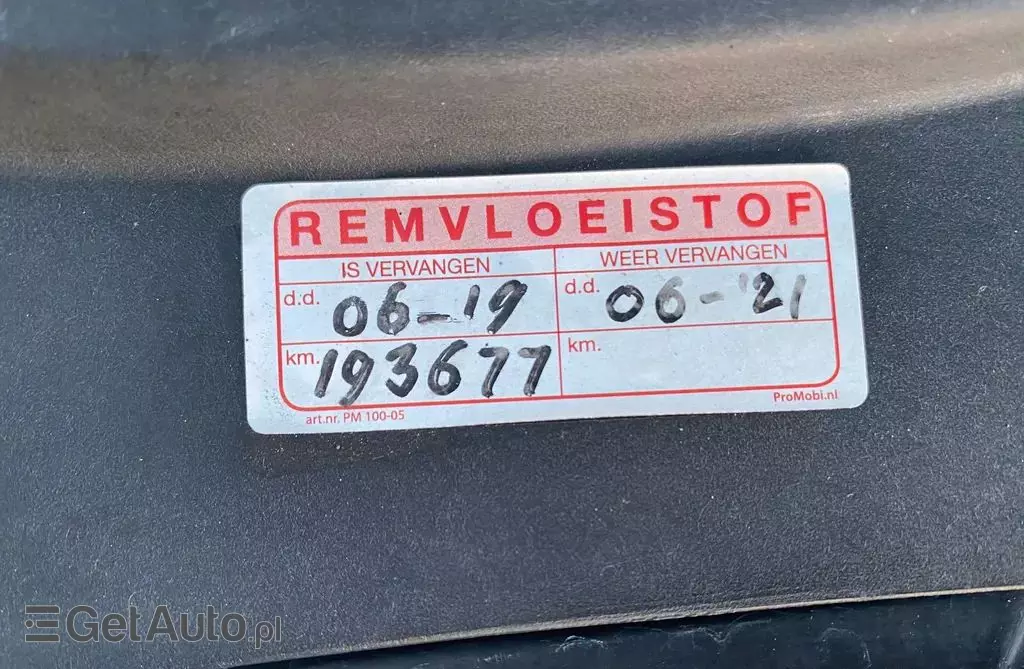 REMVLOEISTOF
IS VERVANGEN WEER VERVANGEN
d.d. 06-'19 d.d. 06-'21
km. 193677 km.
art.nr. PM 100-05 ProMobi.nl
GetAuto.pl